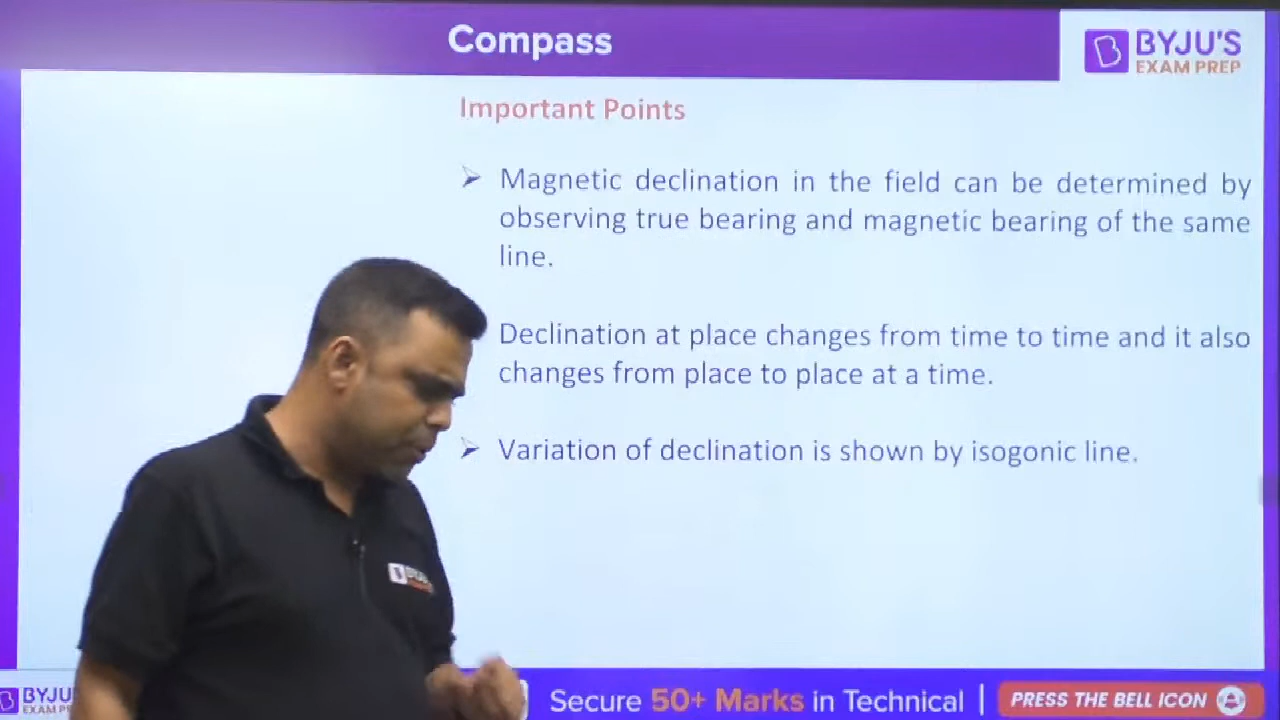 Compass
BYJU'S
EXAM PREP
Important Points
➢ Magnetic declination in the field can be determined by
observing true bearing and magnetic bearing of the same
line.
Declination at place changes from time to time and it also
changes from place to place at a time.
➢ Variation of declination is shown by isogonic line.
BYJU
EXAM P
Secure 50+ Marks in Technical | PRESS THE BELL ICON